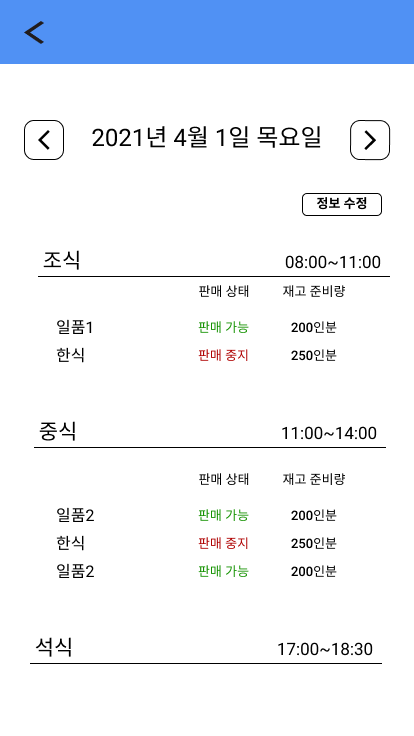 2021년 4월 1일 목요일
정보 수정
조식 08:00~11:00
판매 상태 재고 준비량
일품1 판매 가능 200인분
한식 판매 중지 250인분
중식 11:00~14:00
판매 상태 재고 준비량
일품2 판매 가능 200인분
한식 판매 중지 250인분
일품2 판매 가능 200인분
석식 17:00~18:30